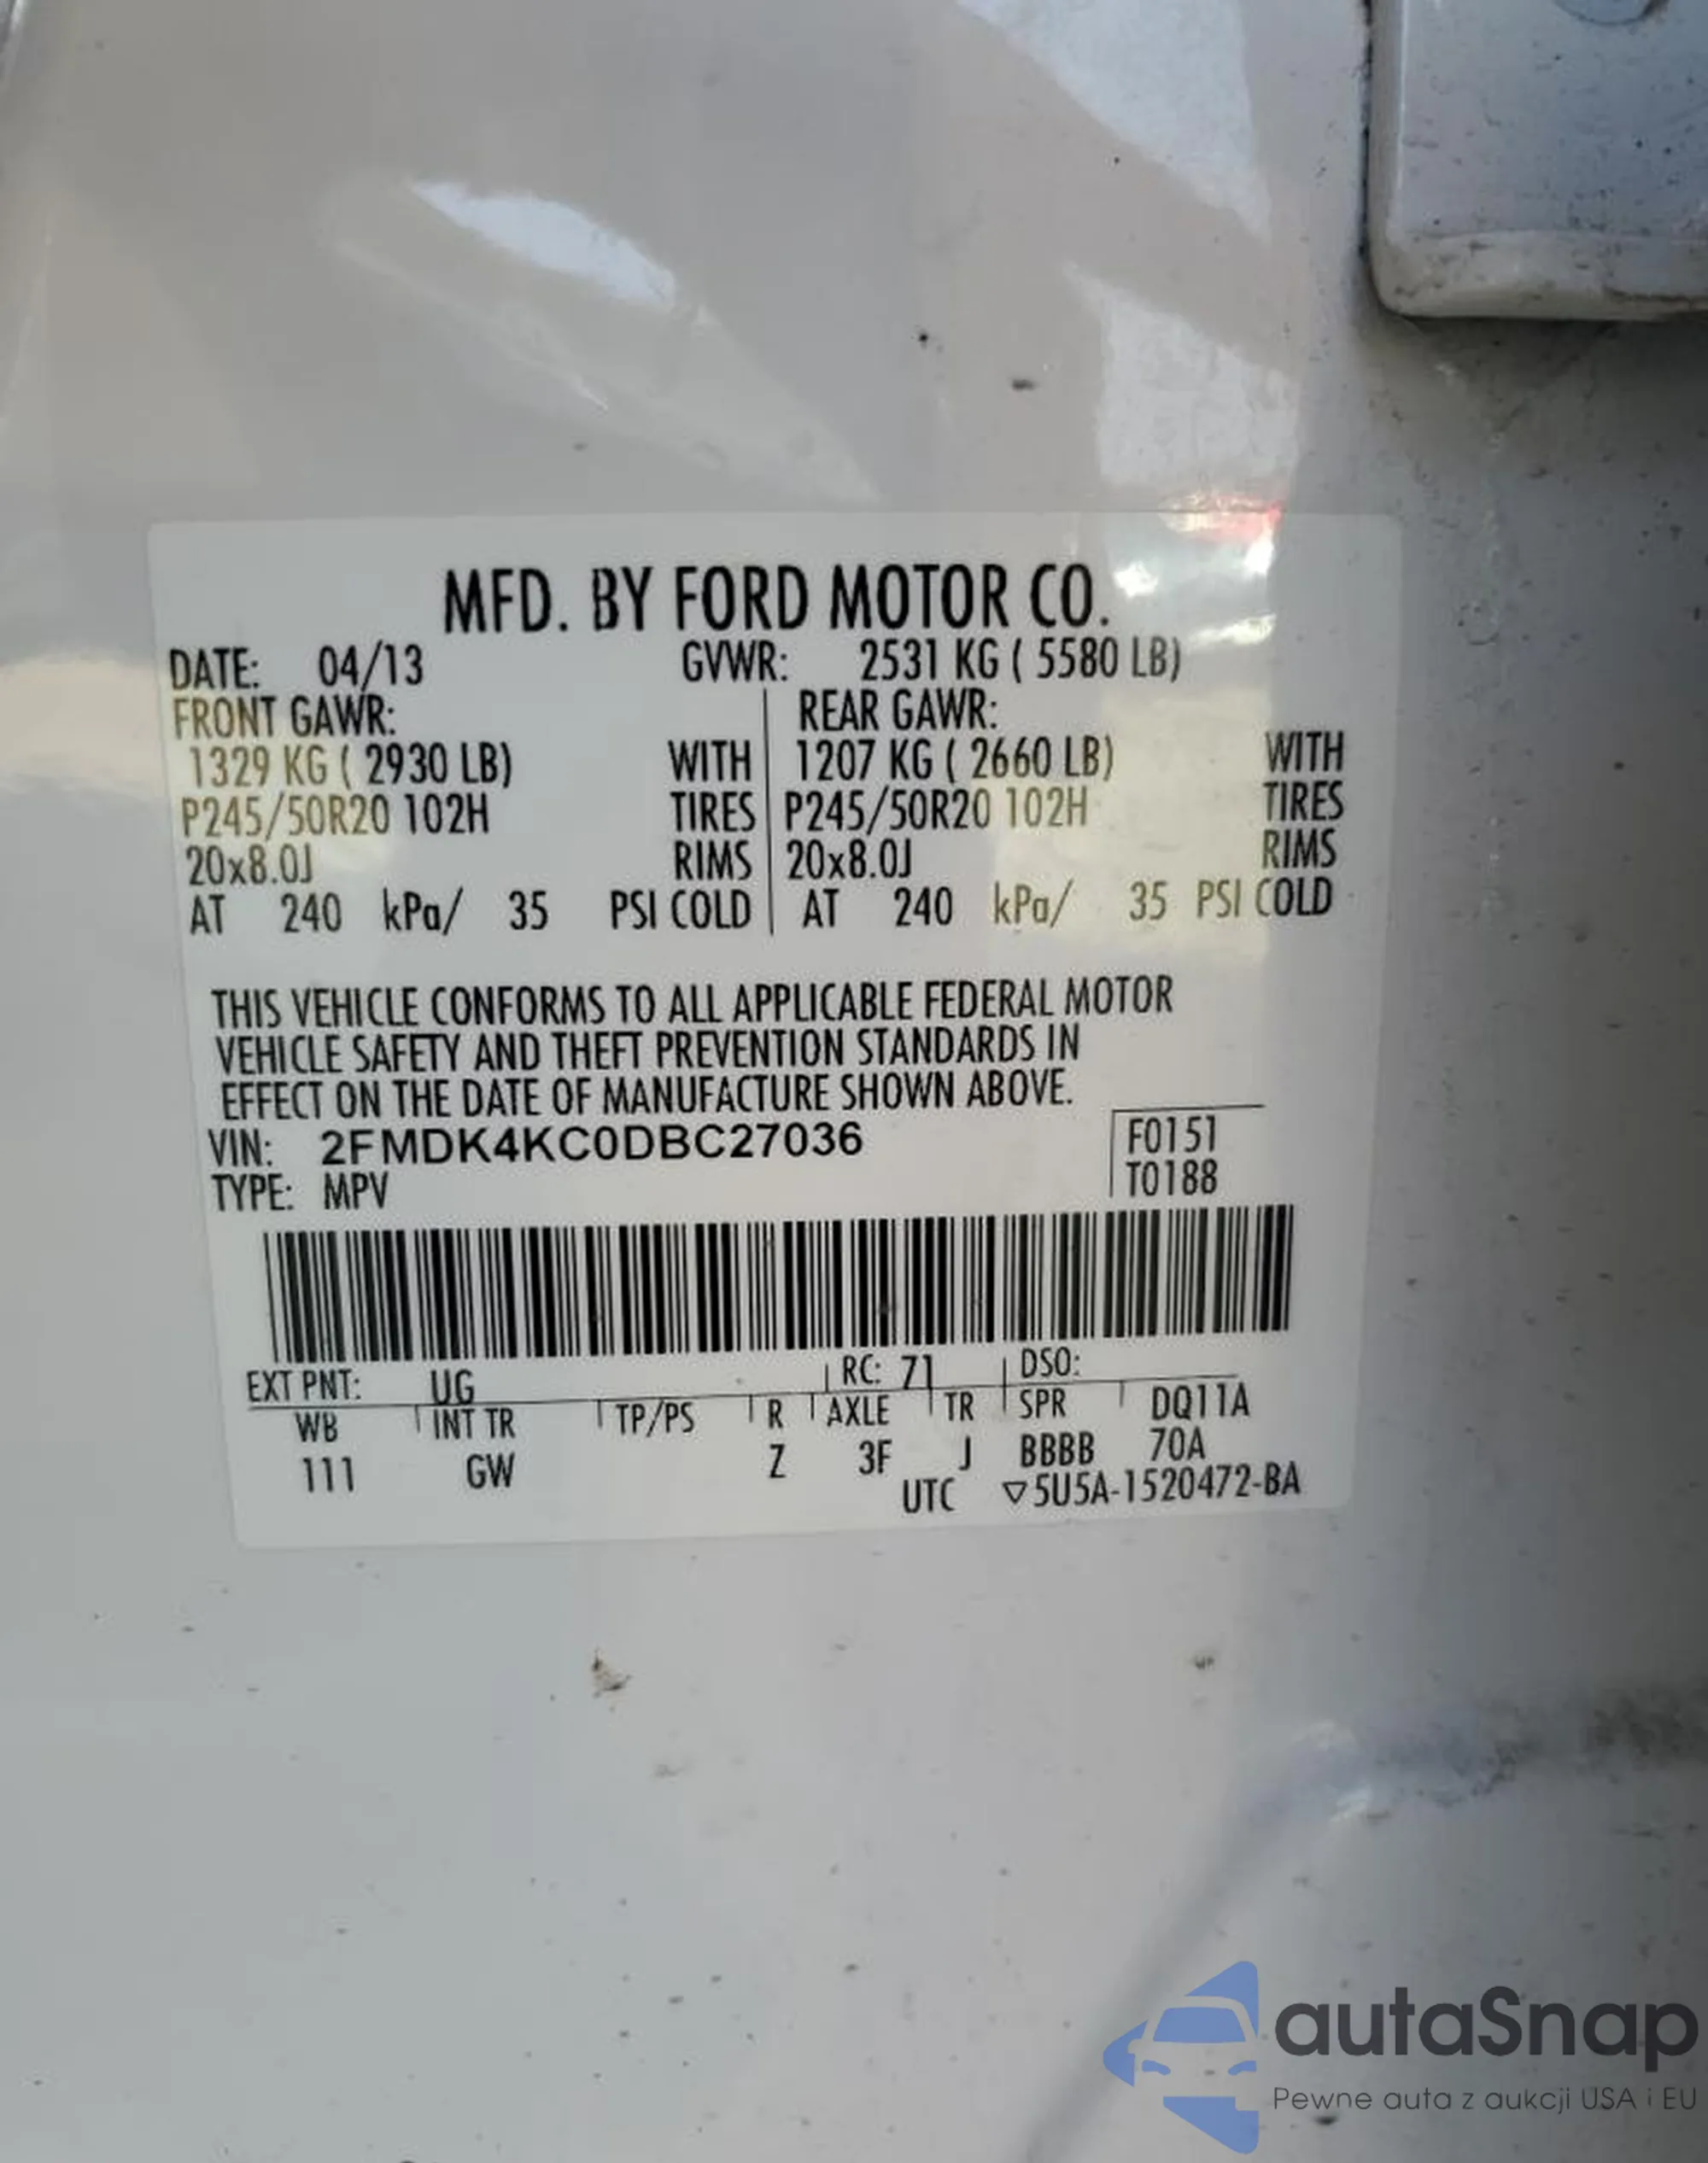 MFD. BY FORD MOTOR CO.
DATE: 04/13 GVWR: 2531 KG ( 5580 LB)
FRONT GAWR: REAR GAWR:
1329 KG ( 2930 LB) WITH 1207 KG ( 2660 LB) WITH
P245/50R20 102H TIRES P245/50R20 102H TIRES
20x8.0J RIMS 20x8.0J RIMS
AT 240 kPa/ 35 PSI COLD AT 240 kPa/ 35 PSI COLD
THIS VEHICLE CONFORMS TO ALL APPLICABLE FEDERAL MOTOR
VEHICLE SAFETY AND THEFT PREVENTION STANDARDS IN
EFFECT ON THE DATE OF MANUFACTURE SHOWN ABOVE.
VIN: 2FMDK4KC0DBC27036 F0151
TYPE: MPV T0188
EXT PNT: UG RC: 71 DSO:
WB INT TR TP/PS R AXLE TR SPR DQ11A
111 GW Z 3F J BBBB 70A
UTC ▽5U5A-1520472-BA
autaSnap
Pewne auta z aukcji USA i EU